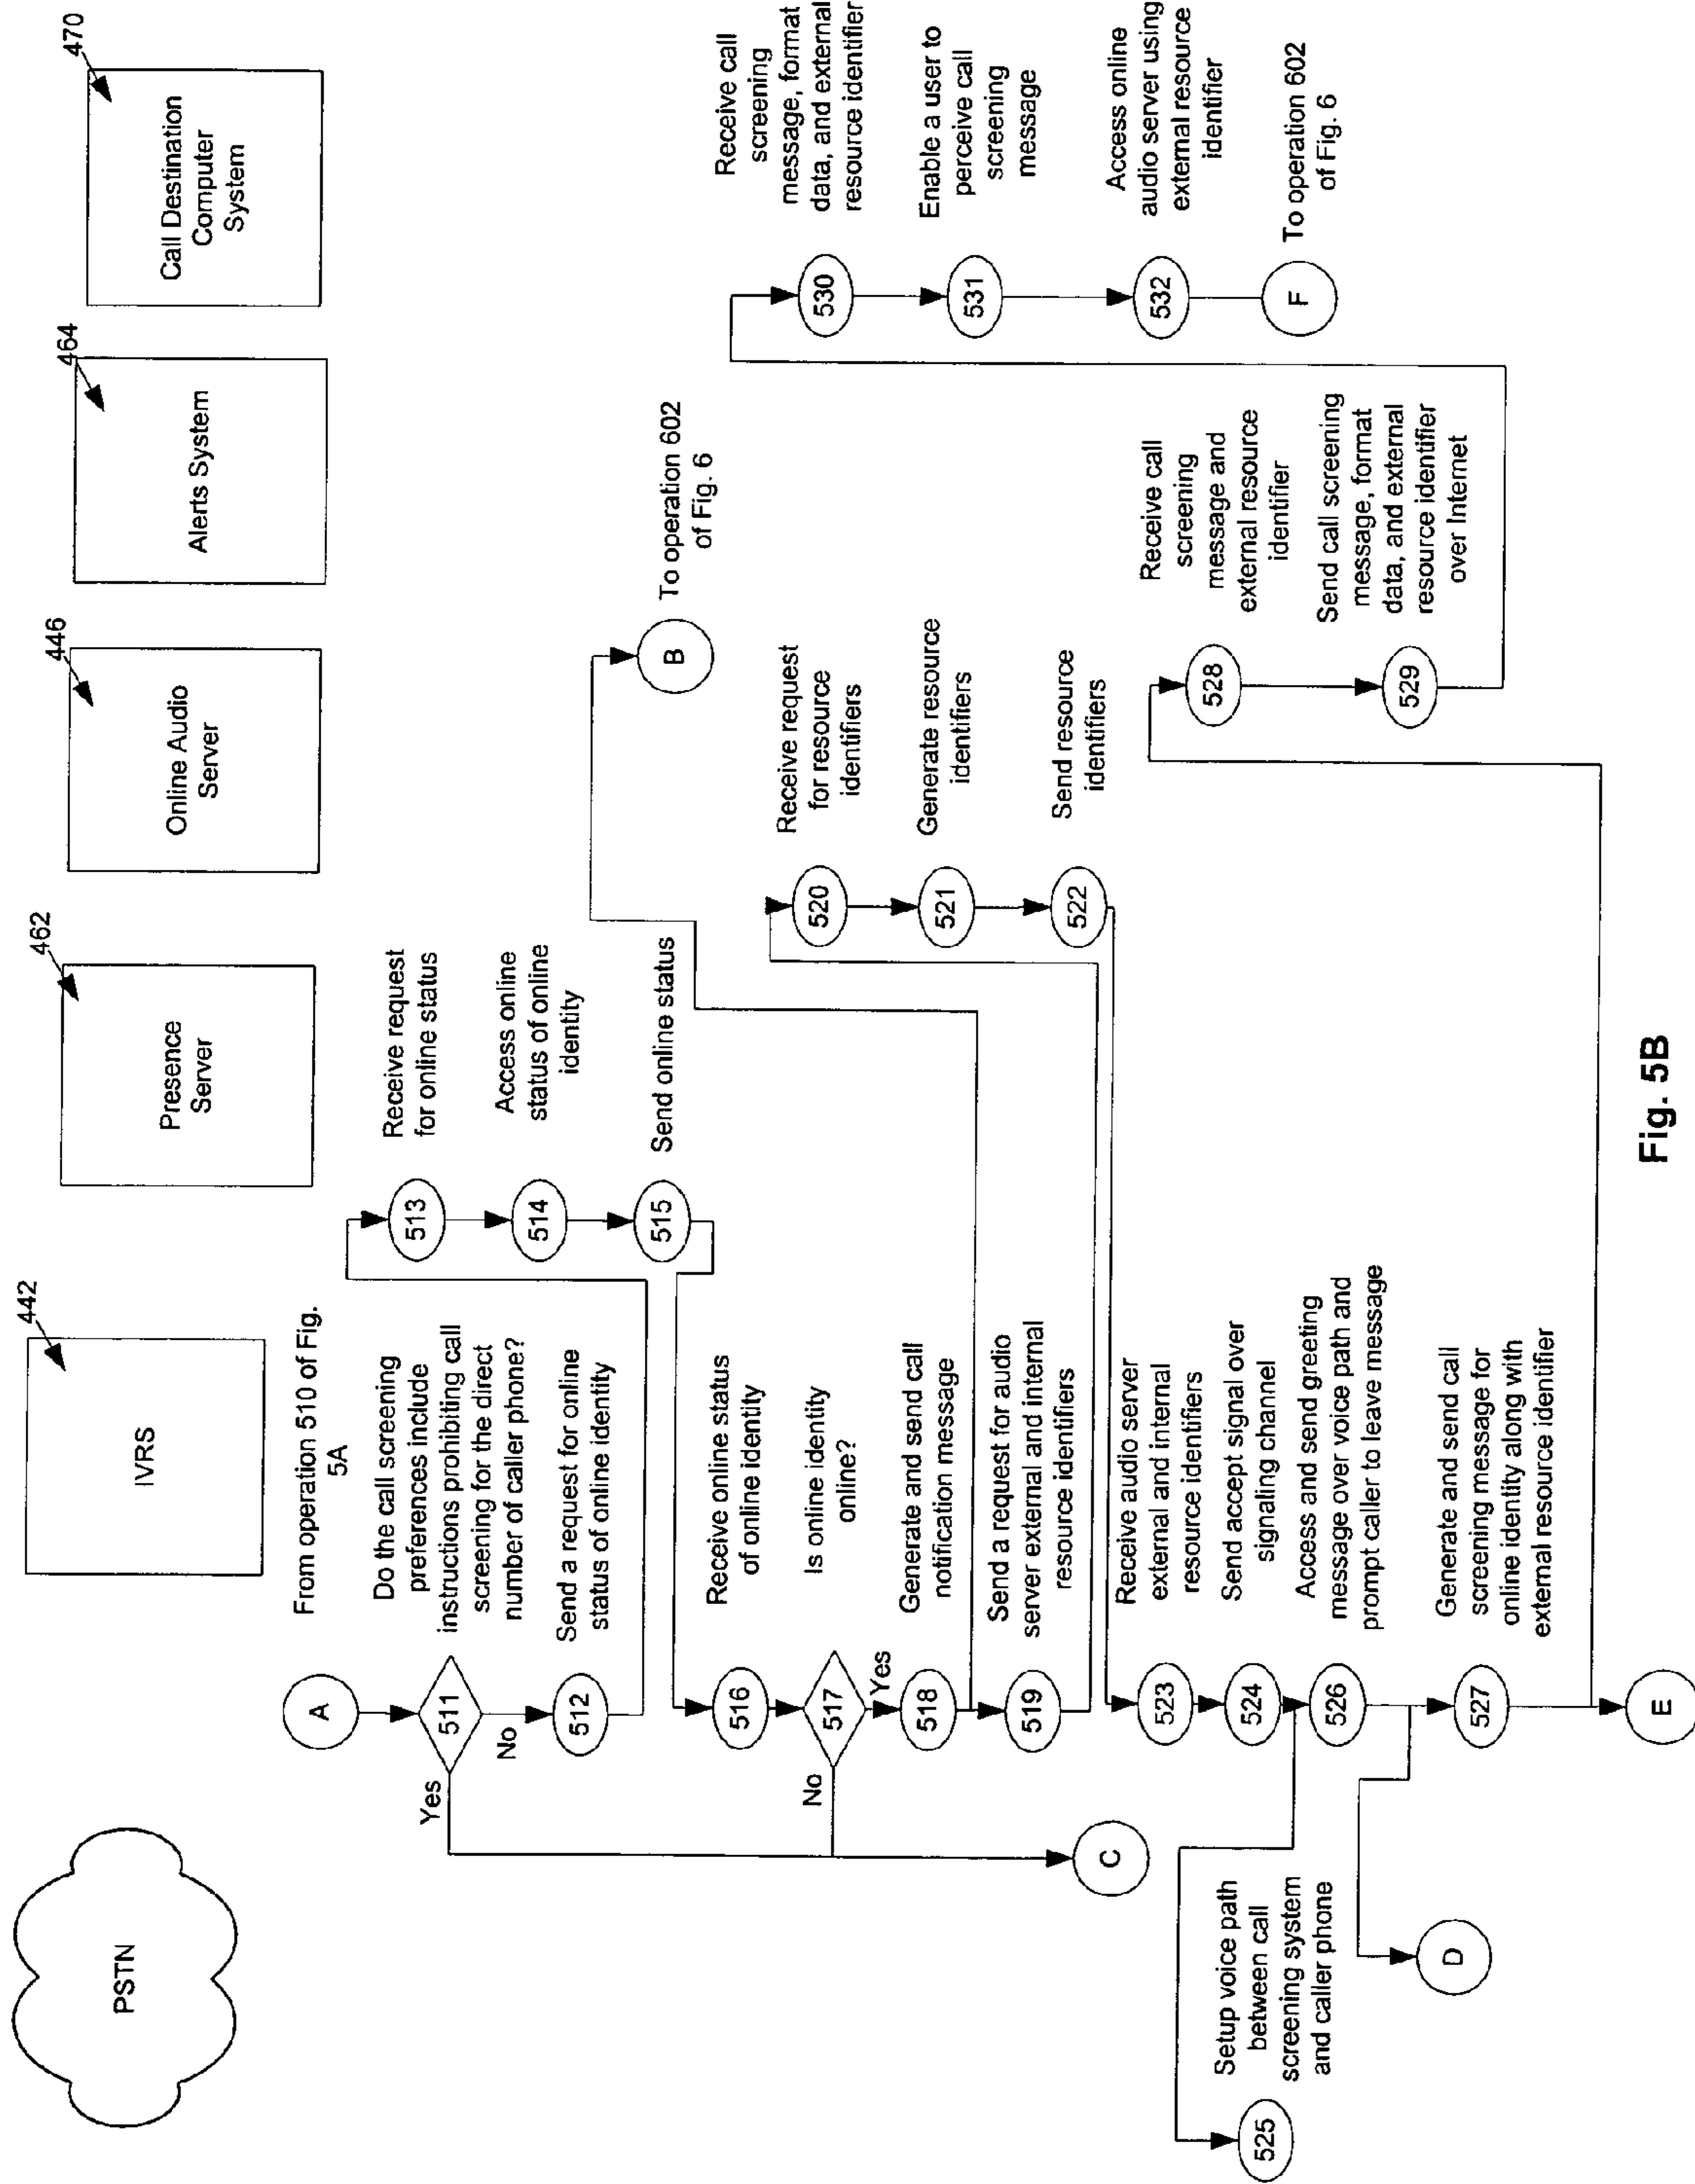 PSTN
442
IVRS
462
Presence
Server
446
Online Audio
Server
464
Alerts System
470
Call Destination
Computer
System
From operation 510 of Fig.
5A
A
511
Do the call screening
preferences include
instructions prohibiting call
screening for the direct
number of caller phone?
Yes
No
512
Send a request for online
status of online identity
513
Receive request
for online status
514
Access online
status of online
identity
515
Send online status
516
Receive online status
of online identity
517
Is online identity
online?
No
Yes
C
518
Generate and send call
notification message
B
To operation 602
of Fig. 6
519
Send a request for audio
server external and internal
resource identifiers
520
Receive request
for resource
identifiers
521
Generate resource
identifiers
522
Send resource
identifiers
523
Receive audio server
external and internal
resource identifiers
524
Send accept signal over
signaling channel
525
Setup voice path
between call
screening system
and caller phone
526
Access and send greeting
message over voice path and
prompt caller to leave message
D
527
Generate and send call
screening message for
online identity along with
external resource identifier
E
528
Receive call
screening
message and
external resource
identifier
529
Send call screening
message, format
data, and external
resource identifier
over Internet
530
Receive call
screening
message, format
data, and external
resource identifier
531
Enable a user to
perceive call
screening
message
532
Access online
audio server using
external resource
identifier
F
To operation 602
of Fig. 6
Fig. 5B